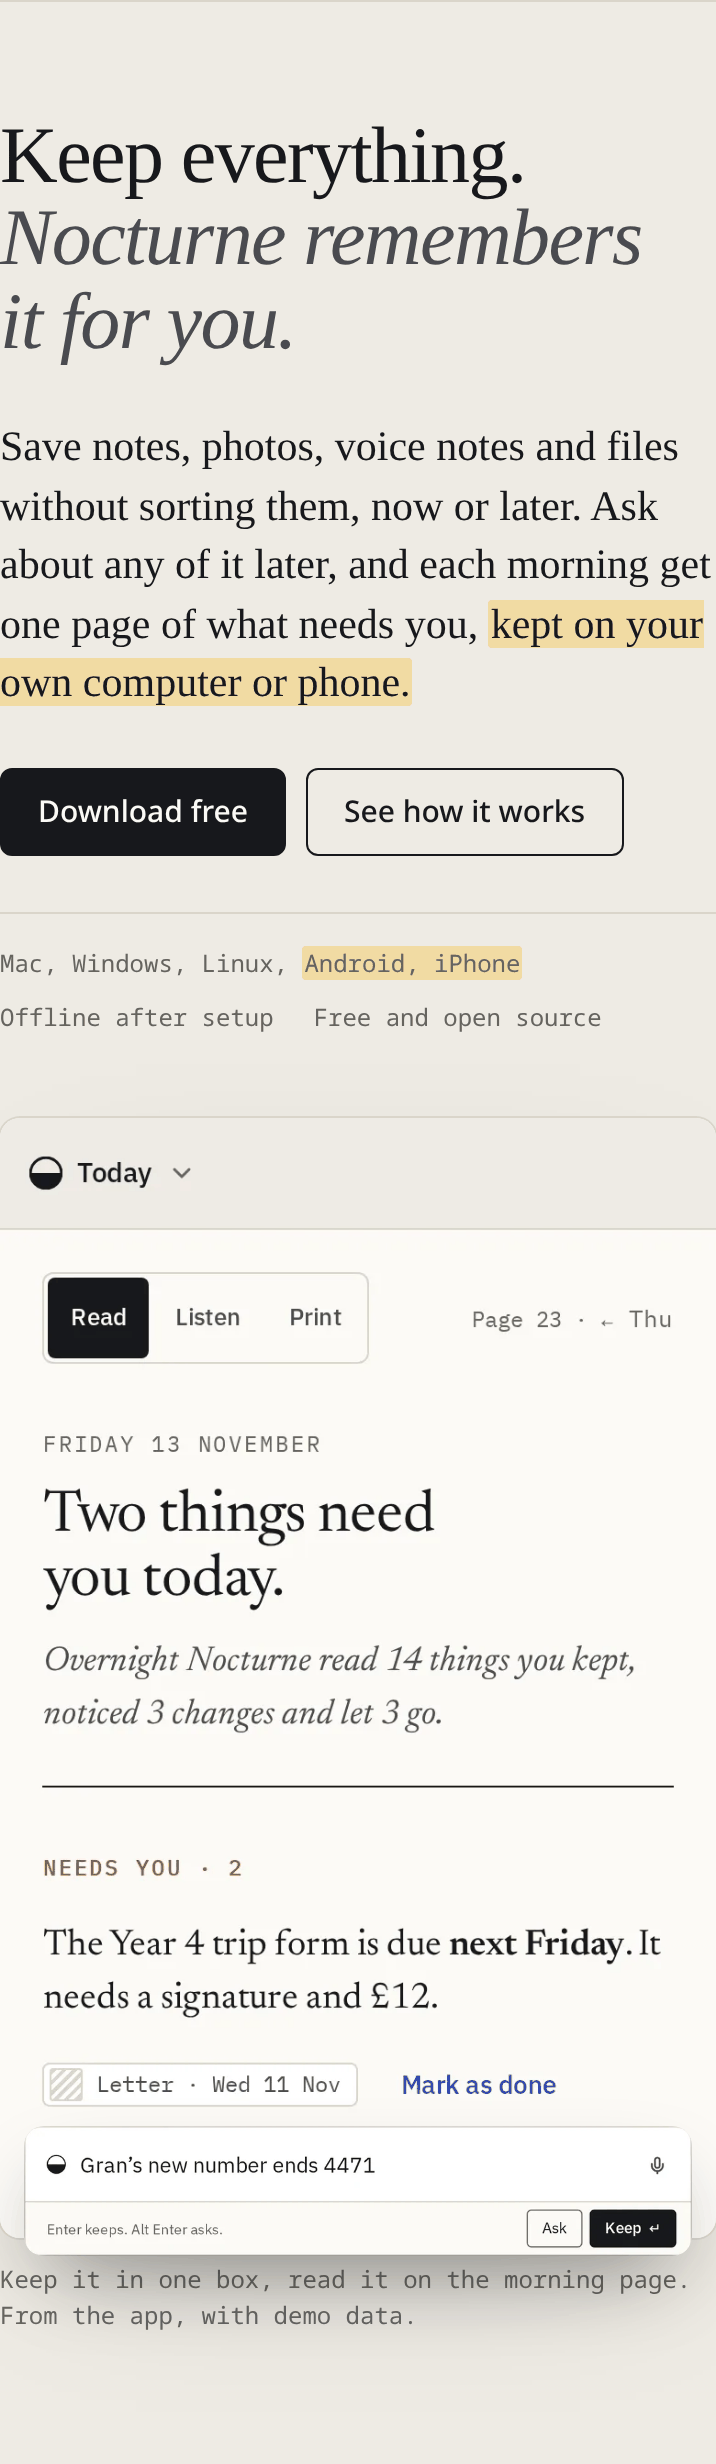 Keep everything.
Nocturne remembers
it for you.
Save notes, photos, voice notes and files
without sorting them, now or later. Ask
about any of it later, and each morning get
one page of what needs you, kept on your
own computer or phone.
Download free
See how it works
Mac, Windows, Linux, Android, iPhone
Offline after setup
Free and open source
Today
Read
Listen
Print
Page 23 · ← Thu
FRIDAY 13 NOVEMBER
Two things need
you today.
Overnight Nocturne read 14 things you kept,
noticed 3 changes and let 3 go.
NEEDS YOU · 2
The Year 4 trip form is due next Friday. It
needs a signature and £12.
Letter · Wed 11 Nov
Mark as done
Gran’s new number ends 4471
Enter keeps. Alt Enter asks.
Ask
Keep ↵
Keep it in one box, read it on the morning page.
From the app, with demo data.